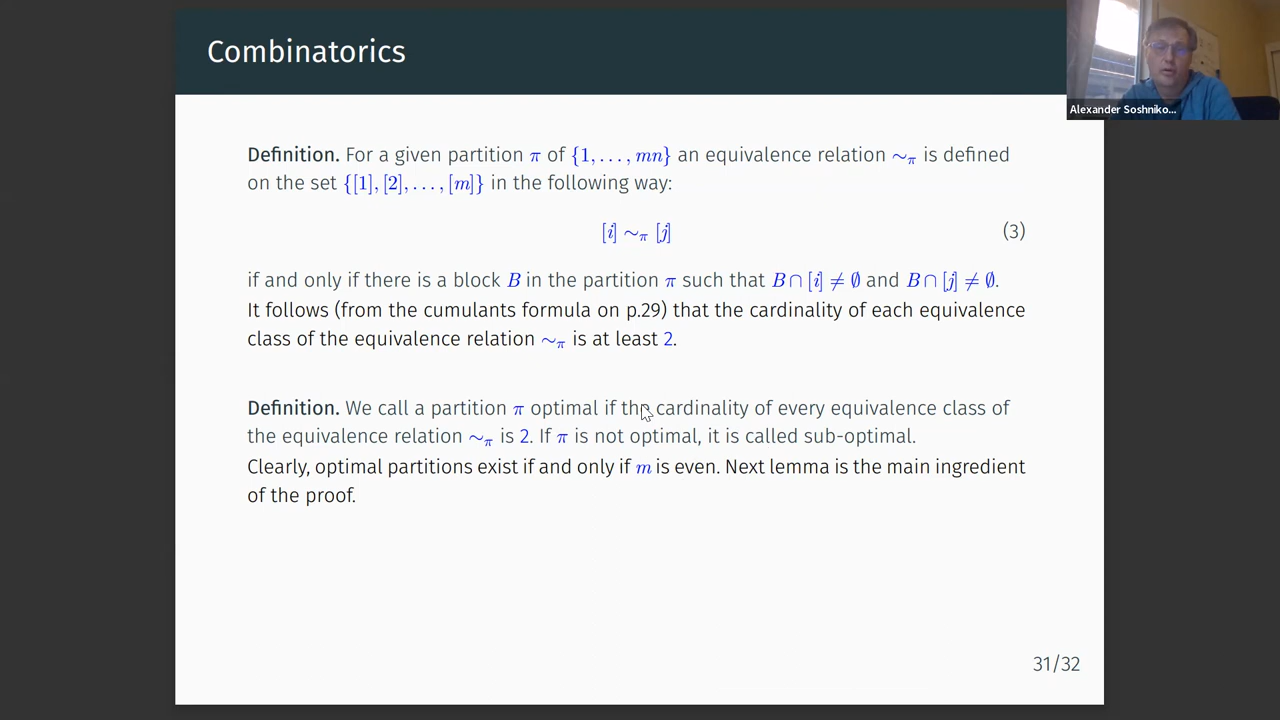 Combinatorics
Alexander Soshniko...
Definition. For a given partition π of {1, . . . , mn} an equivalence relation ∼π is defined
on the set {[1], [2], . . . , [m]} in the following way:
[i] ∼π [j] (3)
if and only if there is a block B in the partition π such that B ∩ [i] ≠ ∅ and B ∩ [j] ≠ ∅.
It follows (from the cumulants formula on p.29) that the cardinality of each equivalence
class of the equivalence relation ∼π is at least 2.
Definition. We call a partition π optimal if the cardinality of every equivalence class of
the equivalence relation ∼π is 2. If π is not optimal, it is called sub-optimal.
Clearly, optimal partitions exist if and only if m is even. Next lemma is the main ingredient
of the proof.
31/32